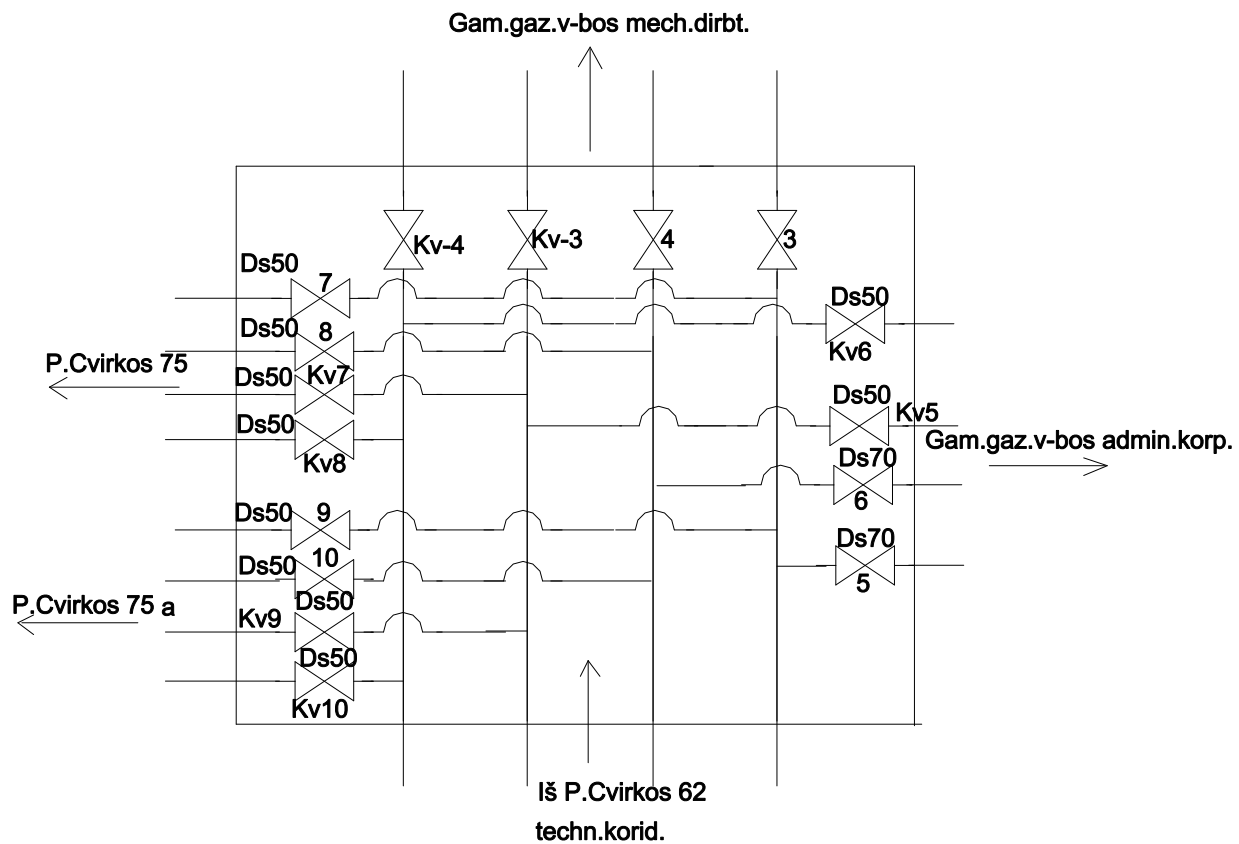 Gam.gaz.v-bos mech.dirbt.
Kv-4
Kv-3
4
3
Ds50
7
Ds50
8
Ds50
Kv6
P.Cvirkos 75
Ds50
Kv7
Ds50
Kv5
Ds50
Kv8
Gam.gaz.v-bos admin.korp.
Ds70
6
Ds50
9
Ds50
10
Ds70
5
P.Cvirkos 75 a
Kv9
Ds50
Ds50
Kv10
Iš P.Cvirkos 62
techn.korid.